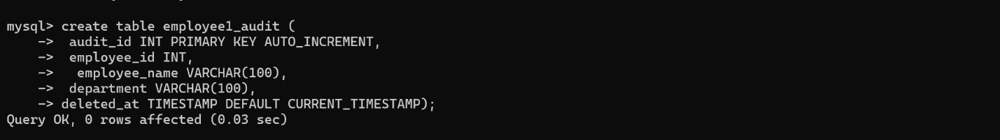 mysql> create table employee1_audit (
    ->  audit_id INT PRIMARY KEY AUTO_INCREMENT,
    ->  employee_id INT,
    ->   employee_name VARCHAR(100),
    ->  department VARCHAR(100),
    -> deleted_at TIMESTAMP DEFAULT CURRENT_TIMESTAMP);
Query OK, 0 rows affected (0.03 sec)